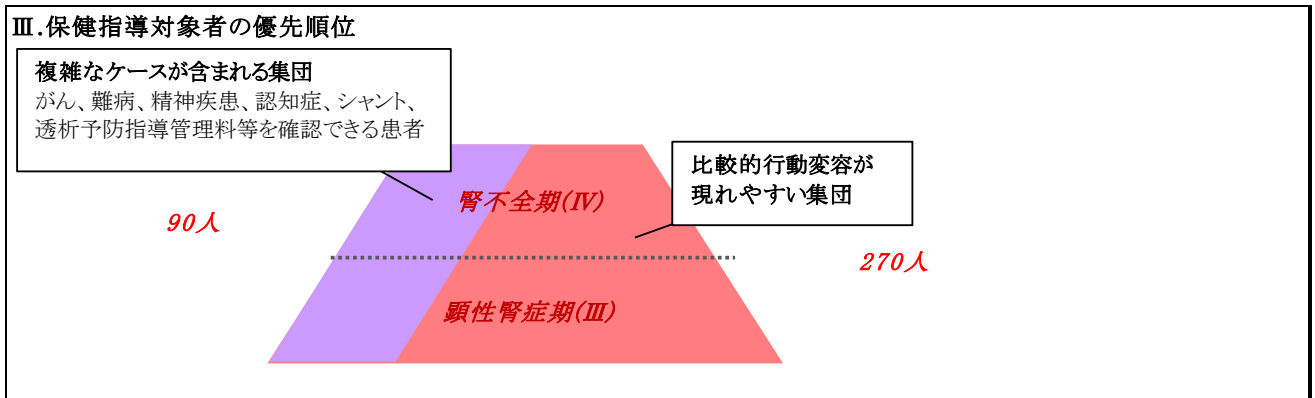 Ⅲ.保健指導対象者の優先順位
複雑なケースが含まれる集団
がん、難病、精神疾患、認知症、シャント、
透析予防指導管理料等を確認できる患者
比較的行動変容が
現れやすい集団
腎不全期(Ⅳ)
90人
270人
顕性腎症期(Ⅲ)